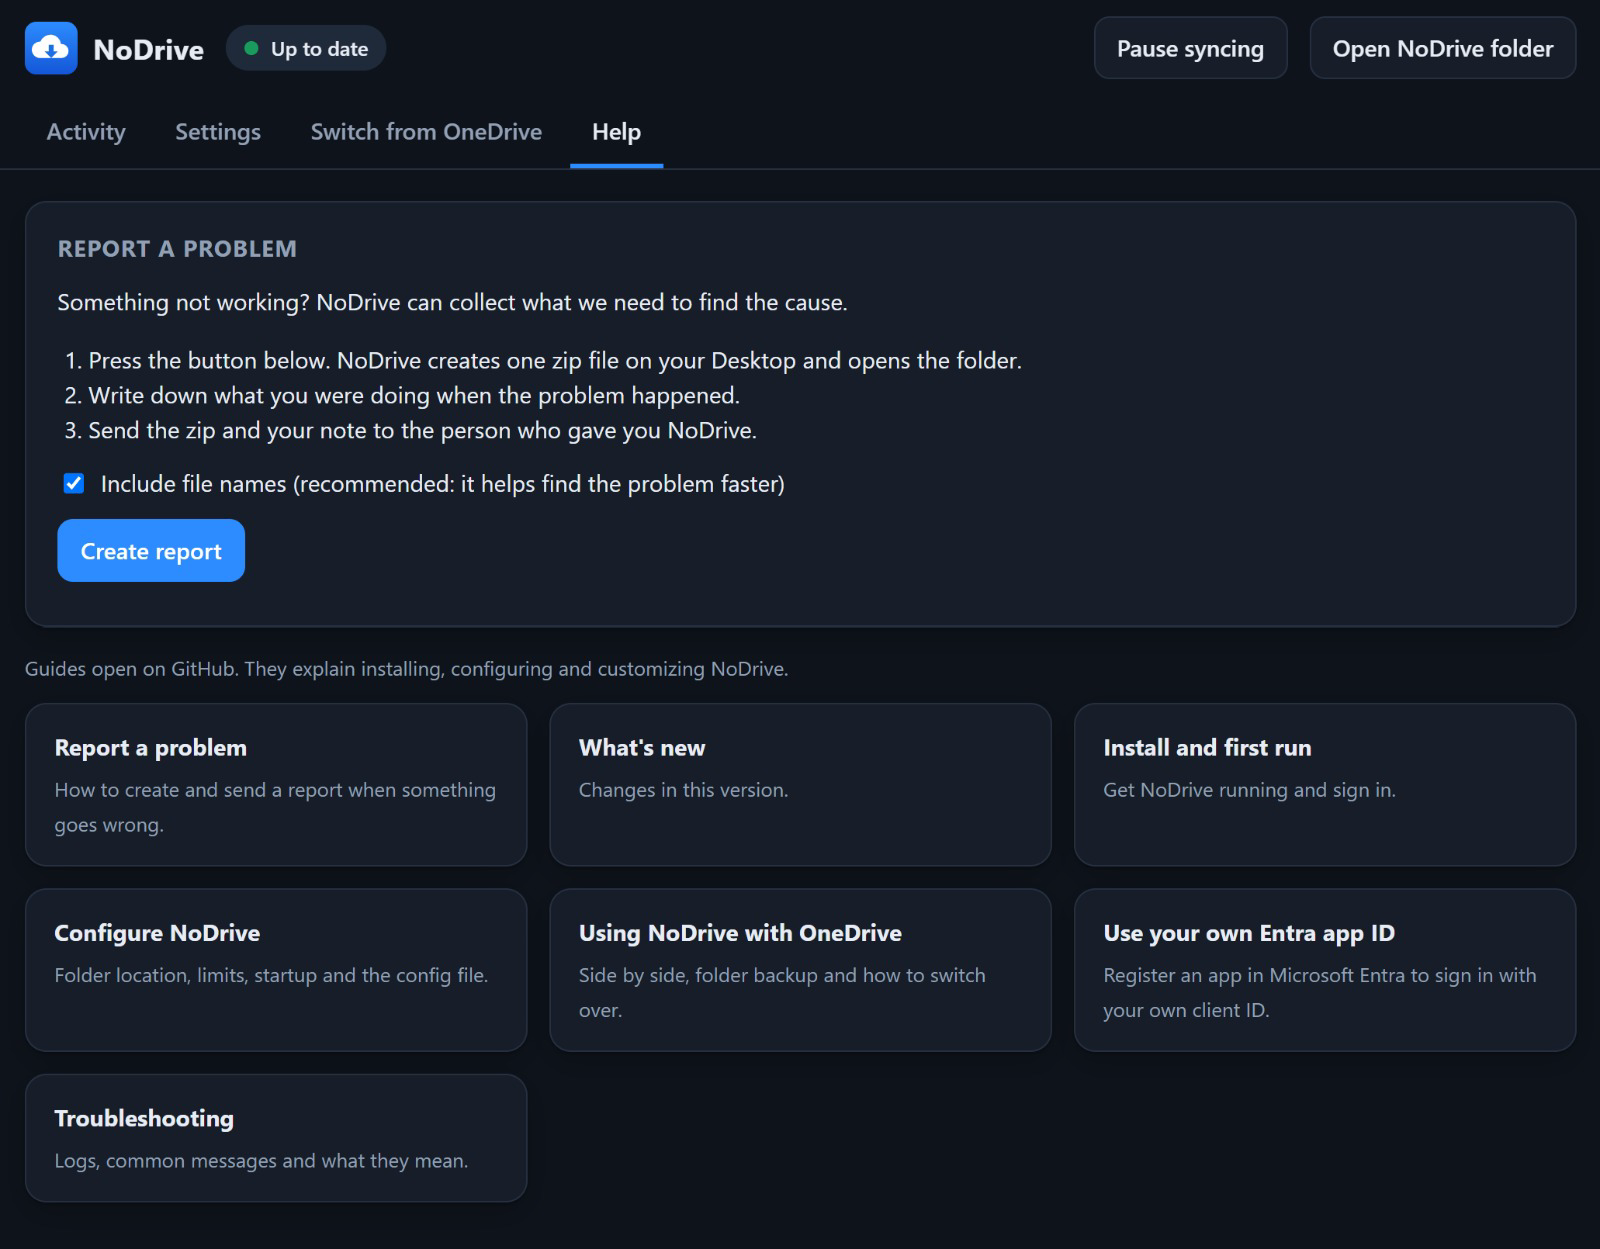 NoDrive
Up to date
Pause syncing
Open NoDrive folder
Activity
Settings
Switch from OneDrive
Help
REPORT A PROBLEM
Something not working? NoDrive can collect what we need to find the cause.
1. Press the button below. NoDrive creates one zip file on your Desktop and opens the folder.
2. Write down what you were doing when the problem happened.
3. Send the zip and your note to the person who gave you NoDrive.
Include file names (recommended: it helps find the problem faster)
Create report
Guides open on GitHub. They explain installing, configuring and customizing NoDrive.
Report a problem
How to create and send a report when something
goes wrong.
What's new
Changes in this version.
Install and first run
Get NoDrive running and sign in.
Configure NoDrive
Folder location, limits, startup and the config file.
Using NoDrive with OneDrive
Side by side, folder backup and how to switch
over.
Use your own Entra app ID
Register an app in Microsoft Entra to sign in with
your own client ID.
Troubleshooting
Logs, common messages and what they mean.